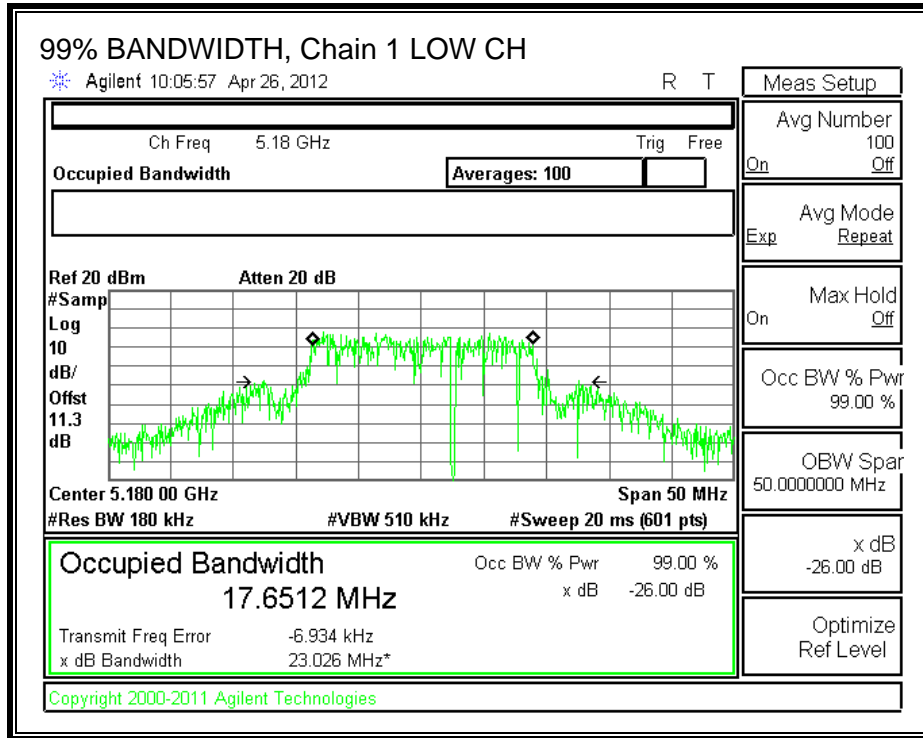 99% BANDWIDTH, Chain 1 LOW CH
Agilent 10:05:57 Apr 26, 2012 R T
Ch Freq 5.18 GHz Trig Free
Occupied Bandwidth Averages: 100
Ref 20 dBm Atten 20 dB
#Samp
Log
10
dB/
Offst
11.3
dB
Center 5.180 00 GHz Span 50 MHz
#Res BW 180 kHz #VBW 510 kHz #Sweep 20 ms (601 pts)
Occupied Bandwidth Occ BW % Pwr 99.00 %
17.6512 MHz x dB -26.00 dB
Transmit Freq Error -6.934 kHz
x dB Bandwidth 23.026 MHz*
Copyright 2000-2011 Agilent Technologies
Meas Setup
Avg Number
100
On Off
Avg Mode
Exp Repeat
Max Hold
On Off
Occ BW % Pwr
99.00 %
OBW Span
50.0000000 MHz
x dB
-26.00 dB
Optimize
Ref Level